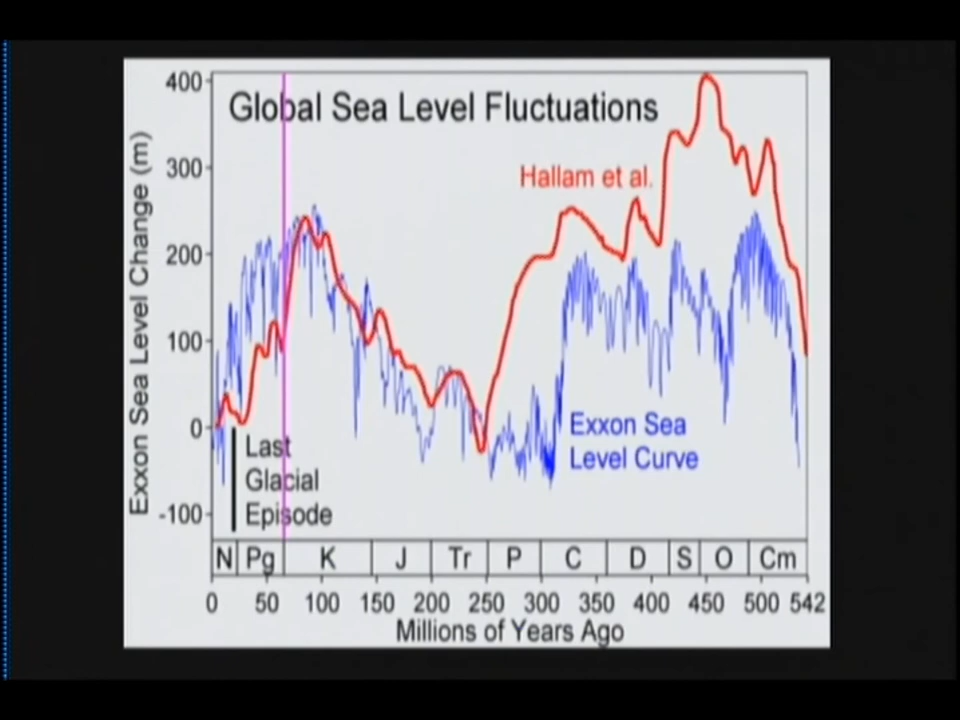 Global Sea Level Fluctuations
Exxon Sea Level Change (m)
400
300
200
100
0
-100
Hallam et al.
Exxon Sea
Level Curve
Last
Glacial
Episode
N Pg K J Tr P C D S O Cm
0 50 100 150 200 250 300 350 400 450 500 542
Millions of Years Ago